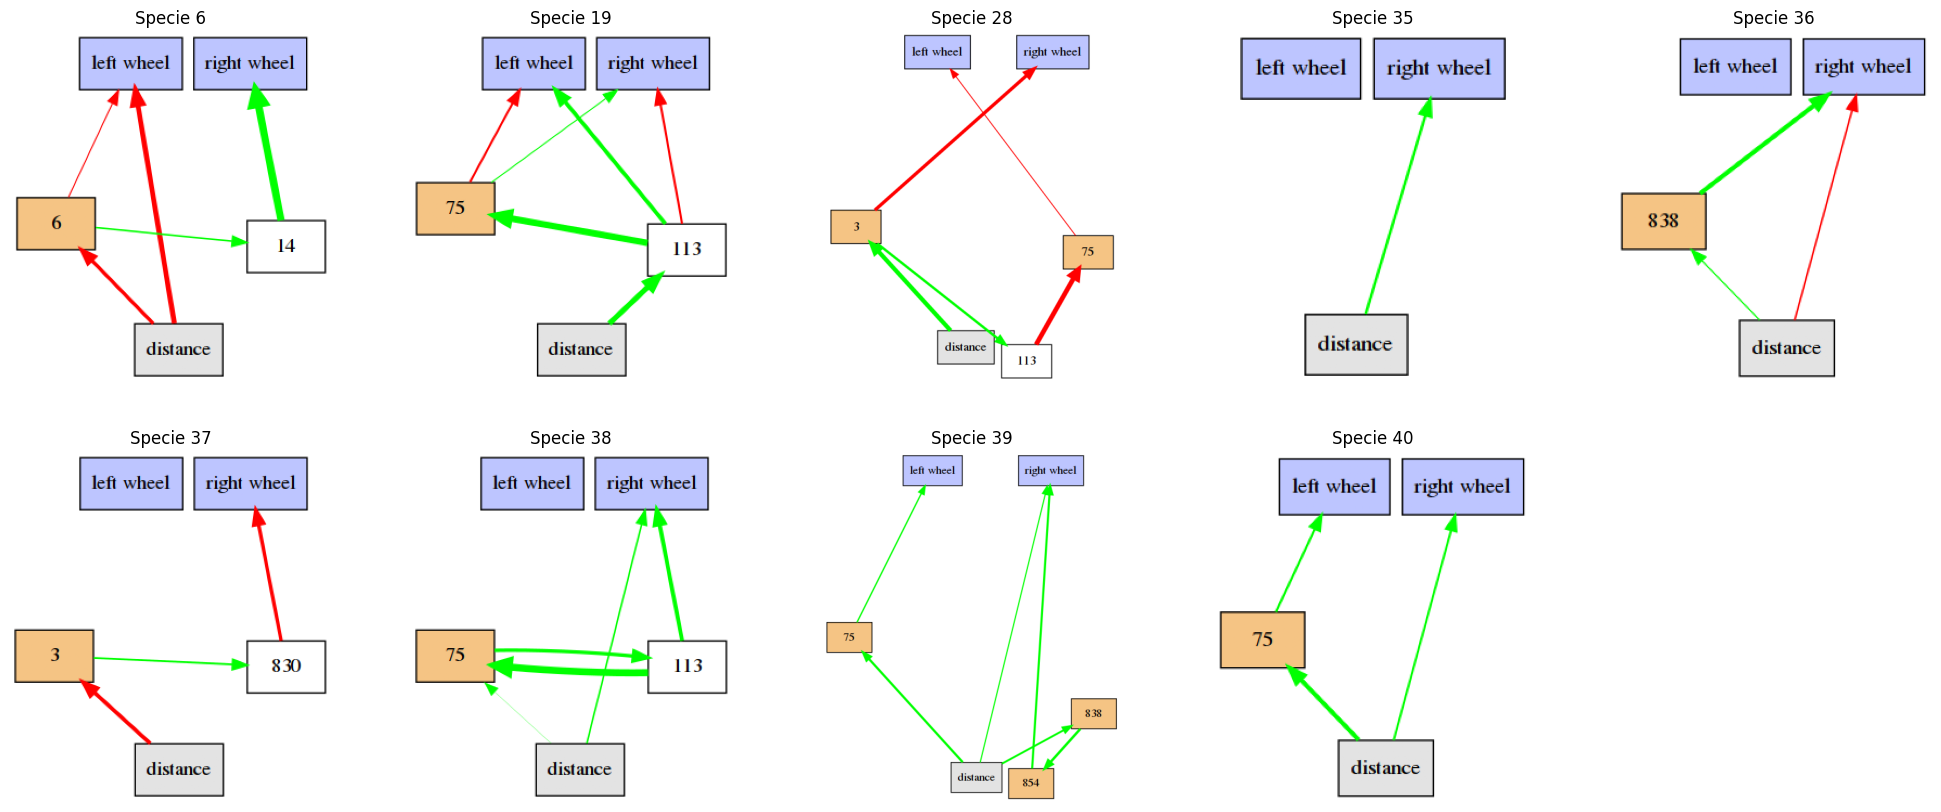 Specie 6
left wheel right wheel
6
14
distance
Specie 19
left wheel right wheel
75
113
distance
Specie 28
left wheel right wheel
3
75
distance
113
Specie 35
left wheel right wheel
distance
Specie 36
left wheel right wheel
838
distance
Specie 37
left wheel right wheel
3
830
distance
Specie 38
left wheel right wheel
75
113
distance
Specie 39
left wheel right wheel
75
838
distance
854
Specie 40
left wheel right wheel
75
distance